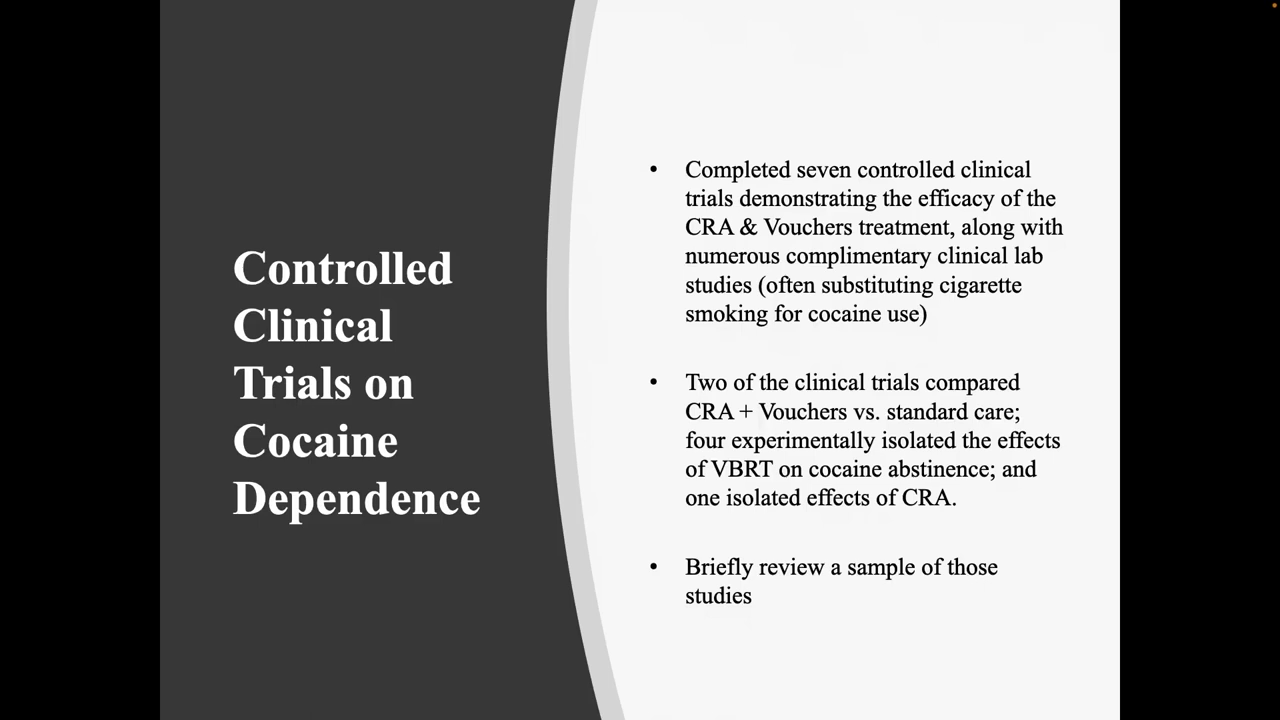 Controlled
Clinical
Trials on
Cocaine
Dependence
• Completed seven controlled clinical
trials demonstrating the efficacy of the
CRA & Vouchers treatment, along with
numerous complimentary clinical lab
studies (often substituting cigarette
smoking for cocaine use)
• Two of the clinical trials compared
CRA + Vouchers vs. standard care;
four experimentally isolated the effects
of VBRT on cocaine abstinence; and
one isolated effects of CRA.
• Briefly review a sample of those
studies